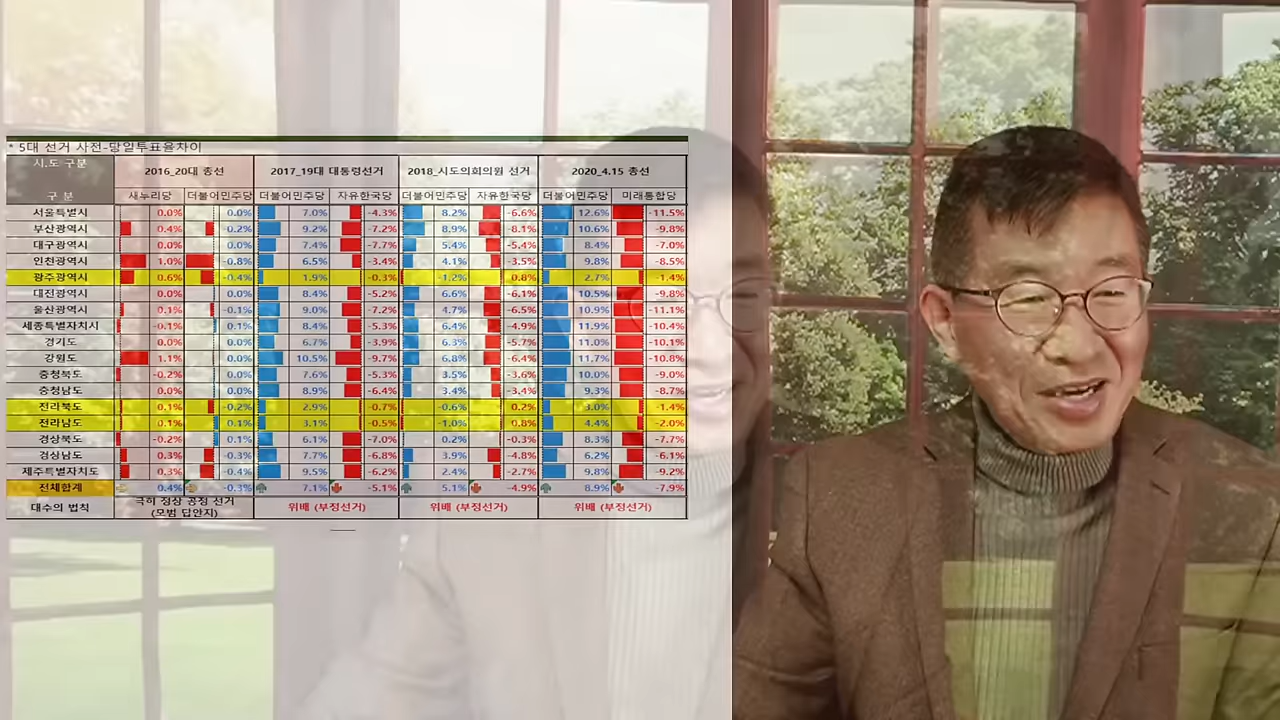 * 5대 선거 사전-당일투표율차이
시.도 구분 2016_20대 총선 2017_19대 대통령선거 2018_시도의회의원 선거 2020_4.15 총선
구 분 새누리당 더불어민주당 더불어민주당 자유한국당 더불어민주당 자유한국당 더불어민주당 미래통합당
서울특별시 0.0% 0.0% 7.0% -4.3% 8.2% -6.6% 12.6% -11.5%
부산광역시 0.4% -0.2% 9.2% -7.2% 8.9% -8.1% 10.6% -9.8%
대구광역시 0.0% 0.0% 7.4% -7.7% 5.4% -5.4% 8.4% -7.0%
인천광역시 1.0% -0.8% 6.5% -3.4% 4.1% -3.5% 9.8% -8.5%
광주광역시 0.6% -0.4% 1.9% -0.3% -1.2% 0.8% 2.7% -1.4%
대전광역시 0.0% 0.0% 8.4% -5.2% 6.6% -6.1% 10.5% -9.8%
울산광역시 0.1% -0.1% 9.0% -7.2% 4.7% -6.5% 10.9% -11.1%
세종특별자치시 -0.1% 0.1% 8.4% -5.3% 6.4% -4.9% 11.9% -10.4%
경기도 0.0% 0.0% 6.7% -3.9% 6.3% -5.7% 11.0% -10.1%
강원도 1.1% 0.0% 10.5% -9.7% 6.8% -6.4% 11.7% -10.8%
충청북도 -0.2% 0.0% 7.6% -5.3% 3.5% -3.6% 10.0% -9.0%
충청남도 0.0% 0.0% 8.9% -6.4% 3.4% -3.4% 9.3% -8.7%
전라북도 0.1% -0.2% 2.9% -0.7% -0.6% 0.2% 3.0% -1.4%
전라남도 0.1% 0.1% 3.1% -0.5% -1.0% 0.8% 4.4% -2.0%
경상북도 -0.2% 0.1% 6.1% -7.0% 0.2% -0.3% 8.3% -7.7%
경상남도 0.3% -0.3% 7.7% -6.8% 3.9% -4.8% 6.2% -6.1%
제주특별자치도 0.3% -0.4% 9.5% -6.2% 2.4% -2.7% 9.8% -9.2%
전체합계 0.4% -0.3% 7.1% -5.1% 5.1% -4.9% 8.9% -7.9%
대수의 법칙 극히 정상 공정 선거 위배 (부정선거) 위배 (부정선거) 위배 (부정선거)
(모범 답안지)